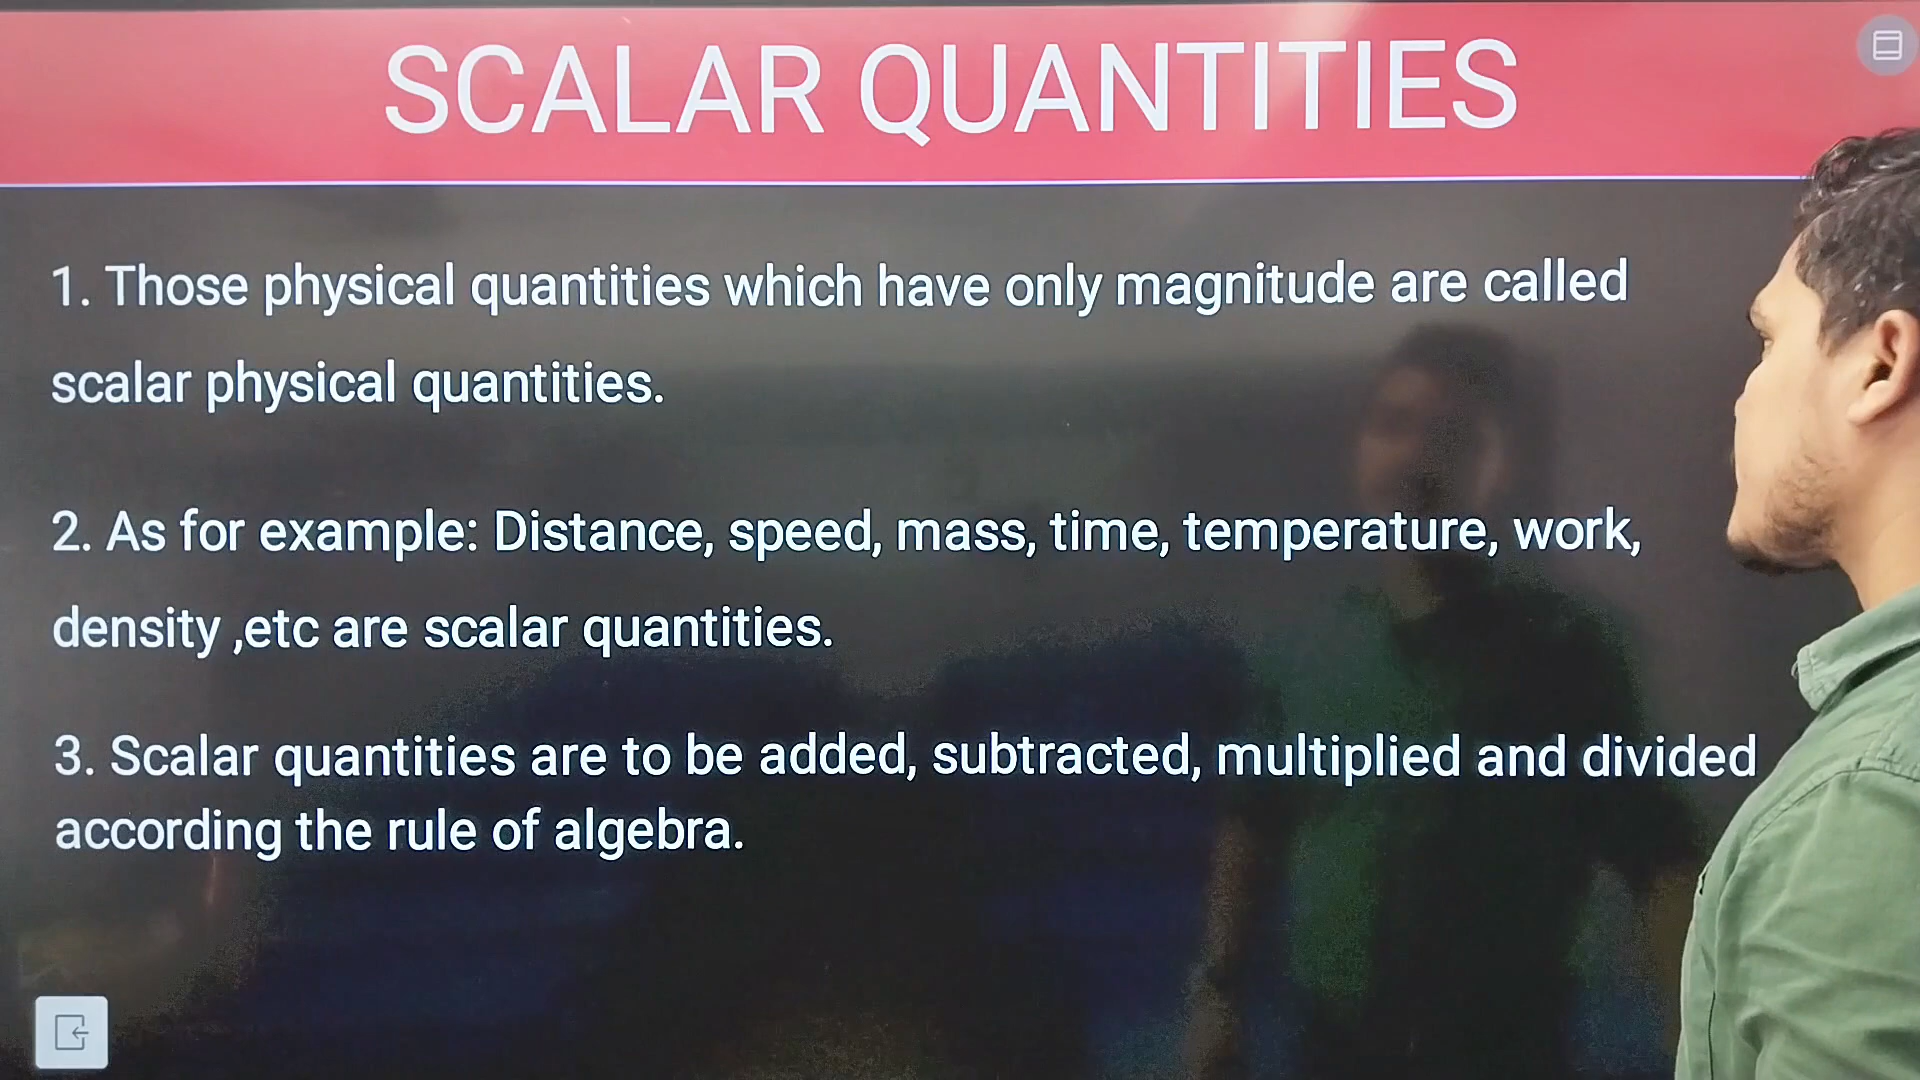 SCALAR QUANTITIES
1. Those physical quantities which have only magnitude are called
scalar physical quantities.
2. As for example: Distance, speed, mass, time, temperature, work,
density ,etc are scalar quantities.
3. Scalar quantities are to be added, subtracted, multiplied and divided
according the rule of algebra.